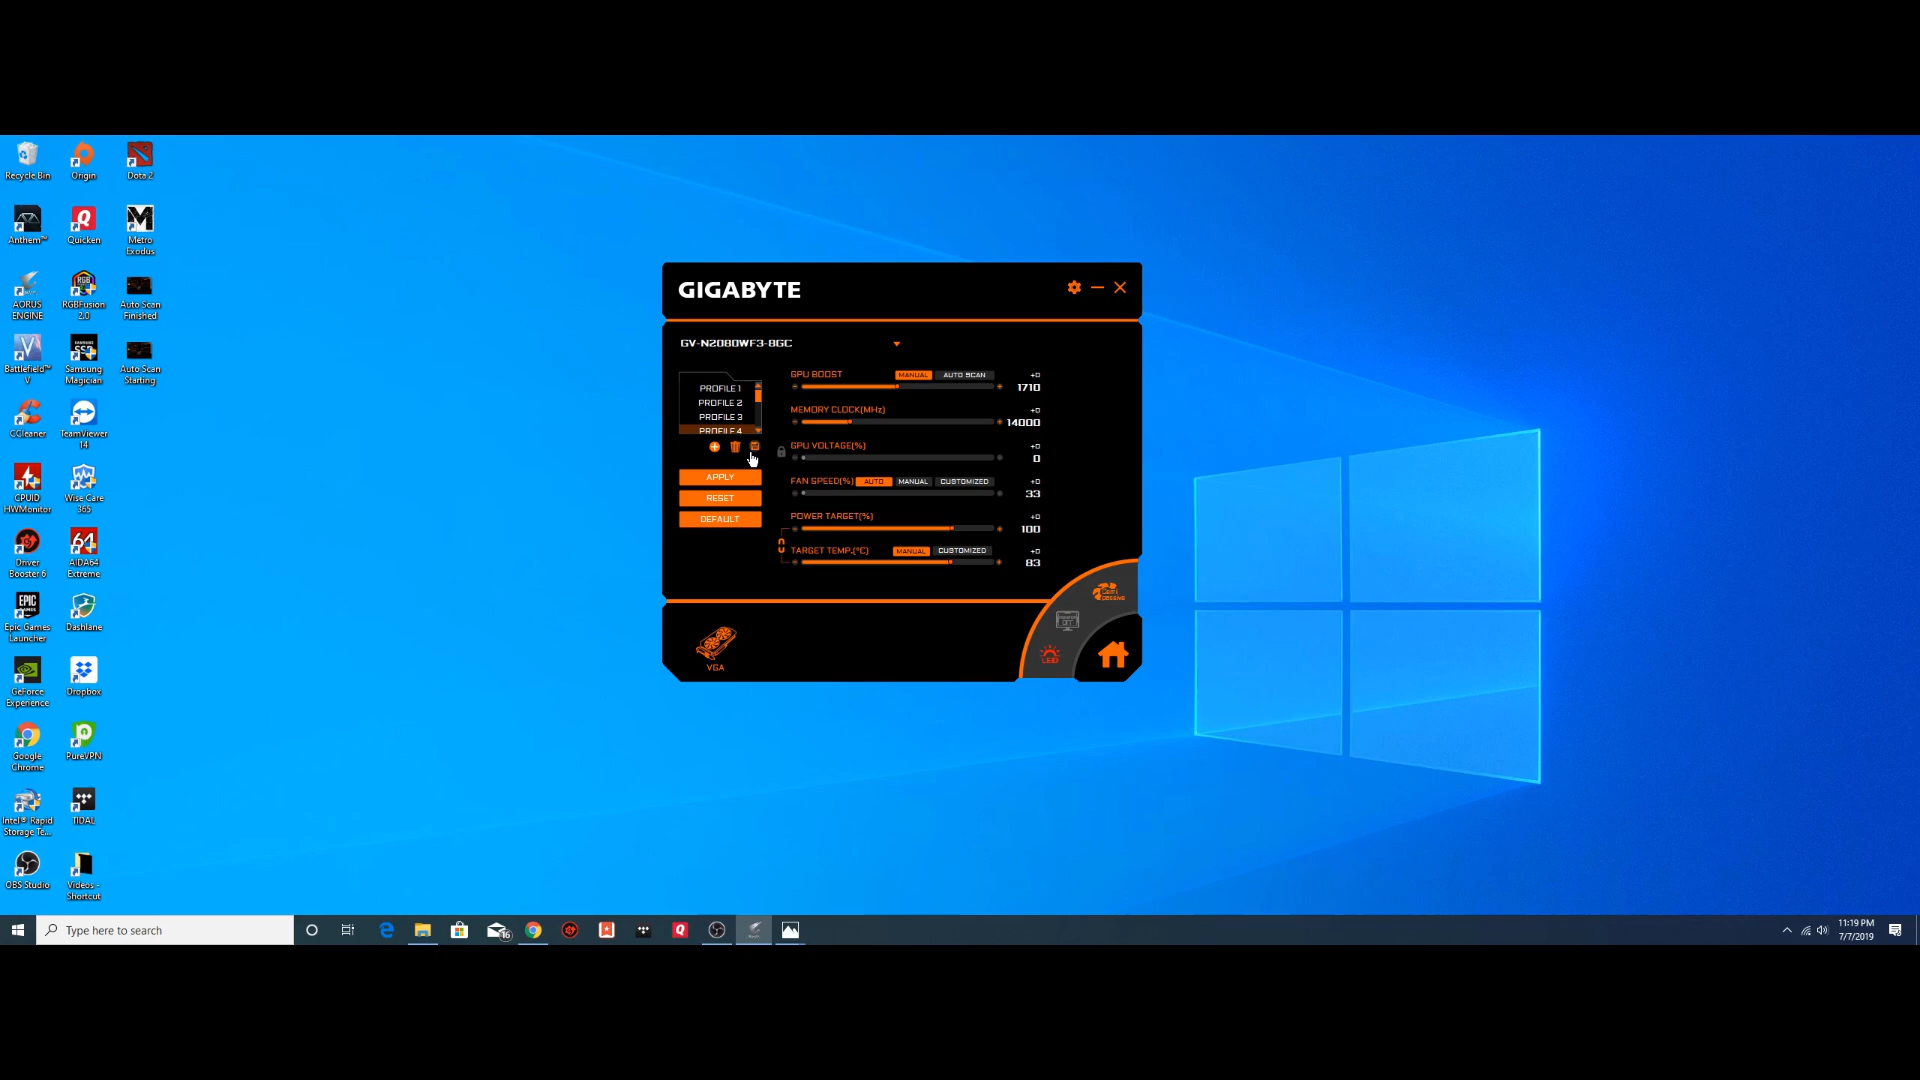 Recycle Bin
Origin
Dota 2
Anthem™
Quicken
Metro
Exodus
AORUS
ENGINE
RGBFusion
2.0
Auto Scan
Finished
Battlefield™
V
Samsung
Magician
Auto Scan
Starting
CCleaner
TeamViewer
14
CPUID
HWMonitor
Wise Care
365
Driver
Booster 6
AIDA64
Extreme
Epic Games
Launcher
Dashlane
GeForce
Experience
Dropbox
Google
Chrome
PureVPN
Intel® Rapid
Storage Te...
TIDAL
OBS Studio
Videos -
Shortcut
GIGABYTE
GV-N2080WF3-8GC
PROFILE 1
PROFILE 2
PROFILE 3
PROFILE 4
APPLY
RESET
DEFAULT
GPU BOOST MANUAL AUTO SCAN +0
1710
MEMORY CLOCK(MHz) +0
14000
GPU VOLTAGE(%) +0
0
FAN SPEED(%) AUTO MANUAL CUSTOMIZED +0
33
POWER TARGET(%) +0
100
TARGET TEMP.(°C) MANUAL CUSTOMIZED +0
83
VGA
LED
Type here to search
16
11:19 PM
7/7/2019